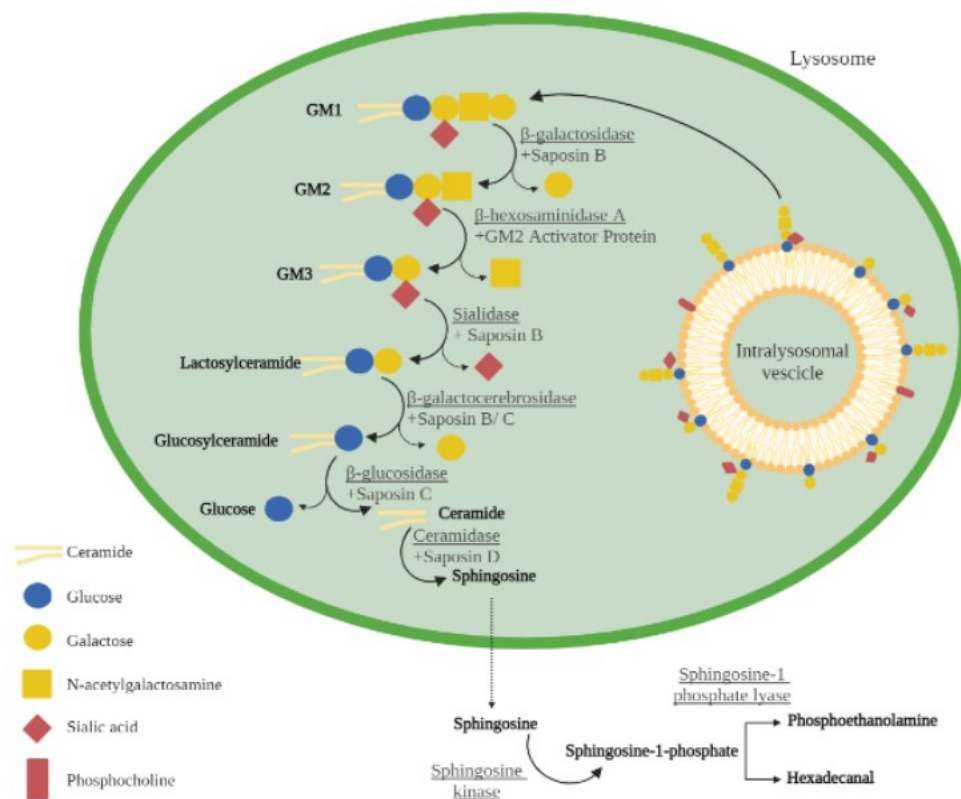 Lysosome
GM1
β-galactosidase
+Saposin B
GM2
β-hexosaminidase A
+GM2 Activator Protein
GM3
Sialidase
+ Saposin B
Intralysosomal
vescicle
Lactosylceramide
β-galactocerebrosidase
+Saposin B/ C
Glucosylceramide
β-glucosidase
+Saposin C
Glucose
Ceramide
Ceramidase
+Saposin D
Sphingosine
Ceramide
Glucose
Galactose
N-acetylgalactosamine
Sialic acid
Phosphocholine
Sphingosine
Sphingosine
kinase
Sphingosine-1-phosphate
Sphingosine-1
phosphate lyase
Phosphoethanolamine
Hexadecanal